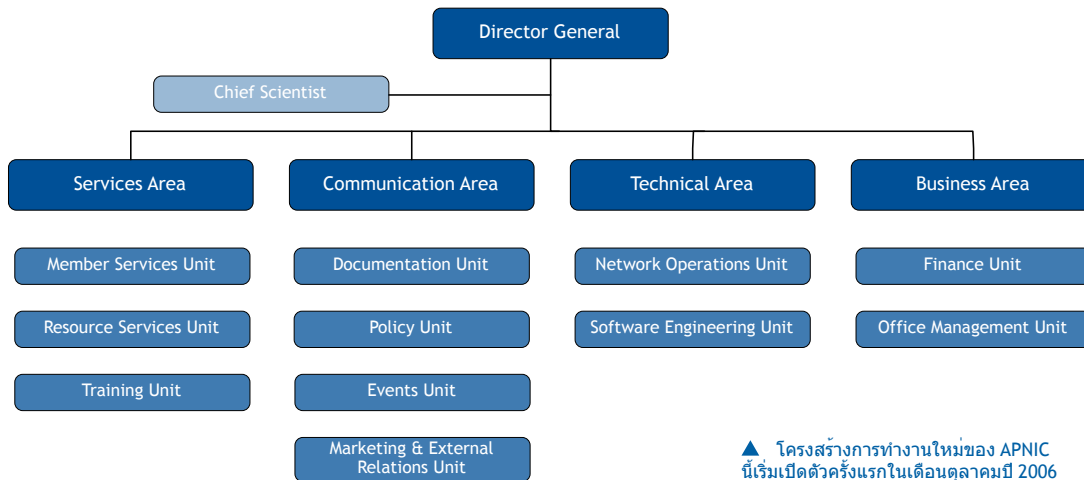 Director General
Chief Scientist
Services Area
Communication Area
Technical Area
Business Area
Member Services Unit
Documentation Unit
Network Operations Unit
Finance Unit
Resource Services Unit
Policy Unit
Software Engineering Unit
Office Management Unit
Training Unit
Events Unit
Marketing & External
Relations Unit
▲ โครงสร้างการทำงานใหม่ของ APNIC
นี้เริ่มเปิดตัวครั้งแรกในเดือนตุลาคมปี 2006